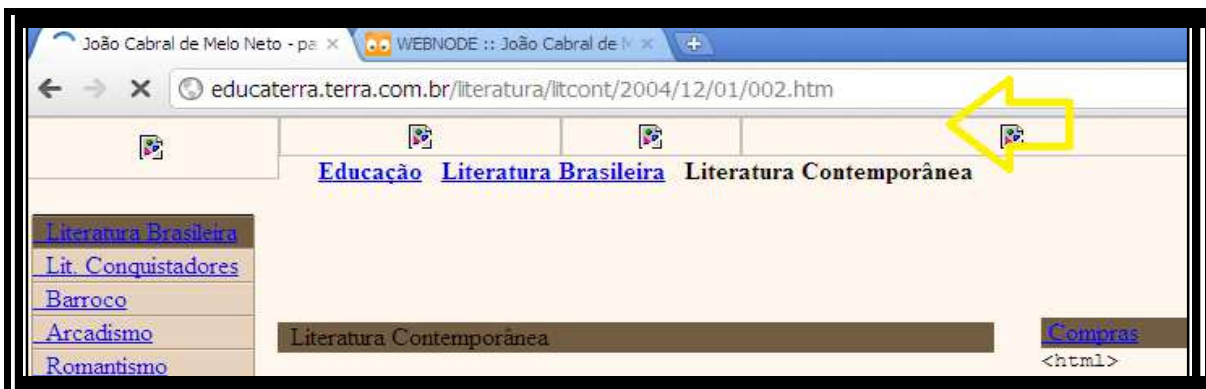 João Cabral de Melo Neto - pa
WEBNODE :: João Cabral de M
educaterra.terra.com.br/literatura/litcont/2004/12/01/002.htm
Educação Literatura Brasileira Literatura Contemporânea
Literatura Brasileira
Lit. Conquistadores
Barroco
Arcadismo
Romantismo
Literatura Contemporânea
Compras
<html>